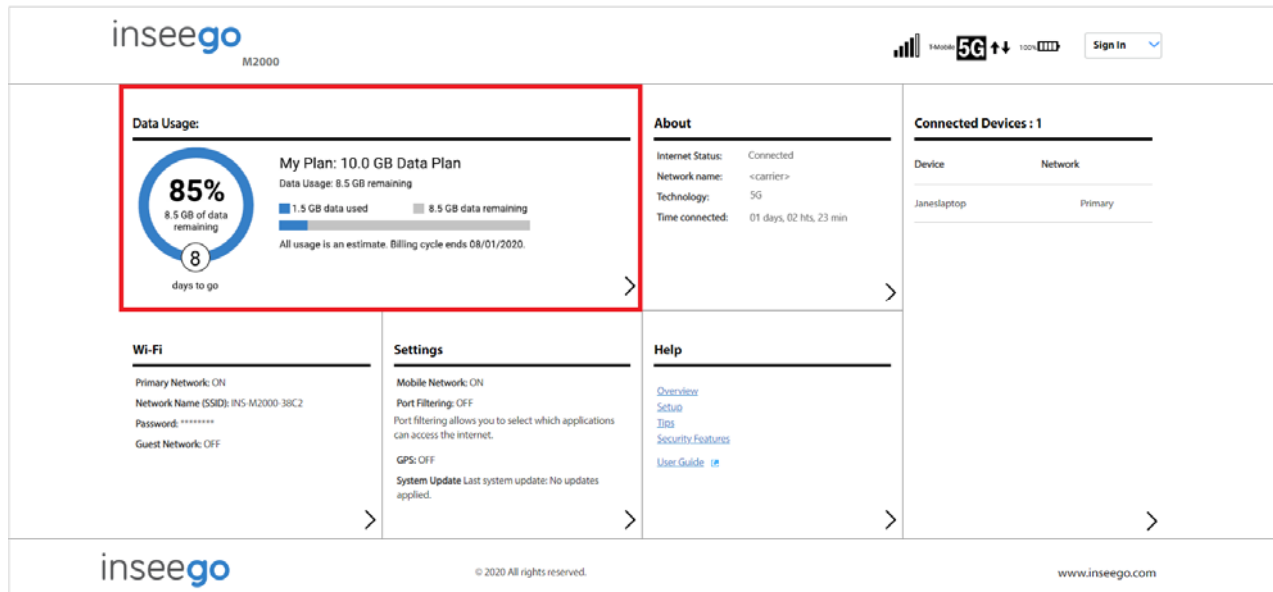 inseego
M2000
T-Mobile 5G 100% Sign In
Data Usage:
85%
8.5 GB of data
remaining
8
days to go
My Plan: 10.0 GB Data Plan
Data Usage: 8.5 GB remaining
1.5 GB data used 8.5 GB data remaining
All usage is an estimate. Billing cycle ends 08/01/2020.
About
Internet Status: Connected
Network name: <carrier>
Technology: 5G
Time connected: 01 days, 02 hts, 23 min
Connected Devices : 1
Device Network
Janeslaptop Primary
Wi-Fi
Primary Network: ON
Network Name (SSID): INS-M2000-38C2
Password: ********
Guest Network: OFF
Settings
Mobile Network: ON
Port Filtering: OFF
Port filtering allows you to select which applications
can access the internet.
GPS: OFF
System Update Last system update: No updates
applied.
Help
Overview
Setup
Tips
Security Features
User Guide
inseego
© 2020 All rights reserved.
www.inseego.com